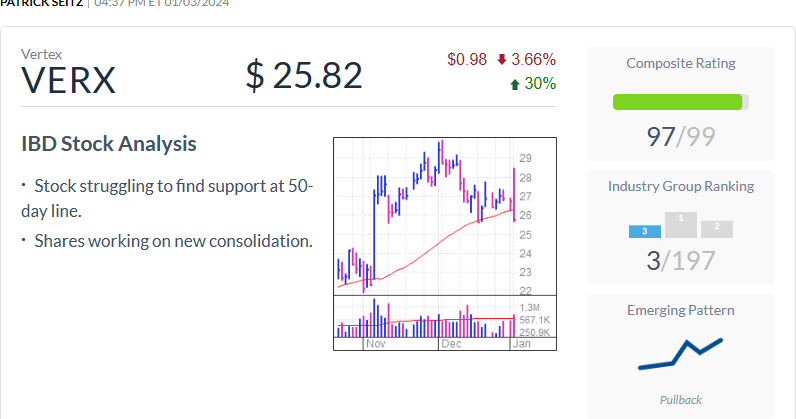 PATRICK SEITZ | 04:37 PM ET 01/03/2024
Vertex
VERX
$ 25.82
$0.98 3.66%
30%
IBD Stock Analysis
· Stock struggling to find support at 50-
day line.
· Shares working on new consolidation.
29
28
27
26
25
24
23
22
1.3M
567.1K
250.9K
Nov Dec Jan
Composite Rating
97/99
Industry Group Ranking
3 1 2
3/197
Emerging Pattern
Pullback